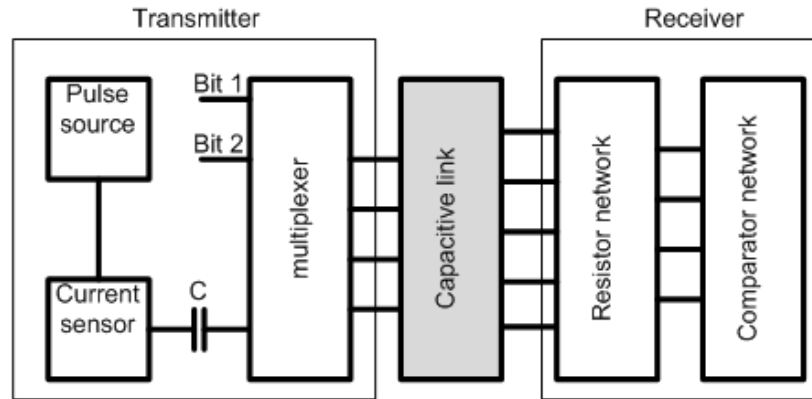 Transmitter
Receiver
Pulse
source
Bit 1
Bit 2
Current
sensor
C
multiplexer
Capacitive link
Resistor network
Comparator network